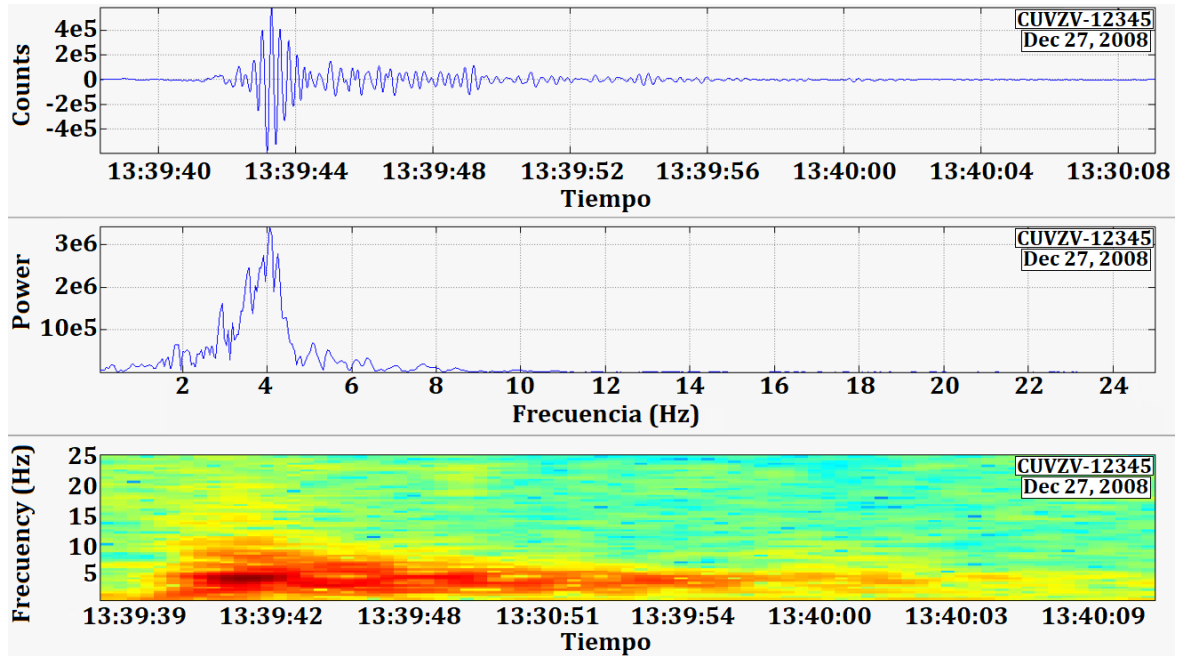 Counts
4e5
2e5
0
-2e5
-4e5
CUVZV-12345
Dec 27, 2008
13:39:40 13:39:44 13:39:48 13:39:52 13:39:56 13:40:00 13:40:04 13:30:08
Tiempo
Power
3e6
2e6
10e5
CUVZV-12345
Dec 27, 2008
2 4 6 8 10 12 14 16 18 20 22 24
Frecuencia (Hz)
Frecuency (Hz)
25
20
15
10
5
CUVZV-12345
Dec 27, 2008
13:39:39 13:39:42 13:39:48 13:30:51 13:39:54 13:40:00 13:40:03 13:40:09
Tiempo